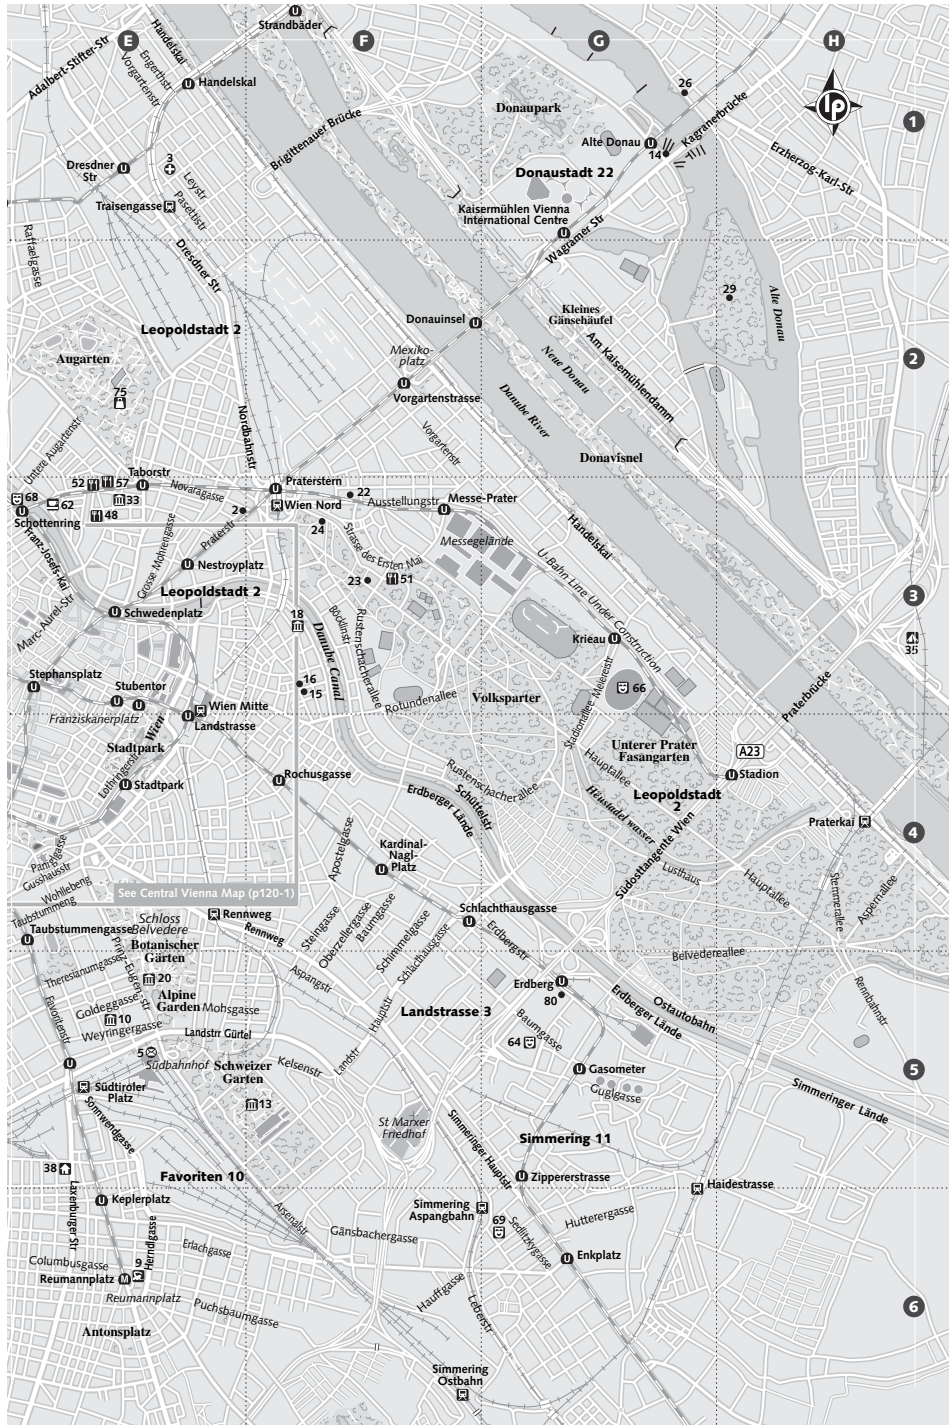 E
F
G
H
Strandbäder
Handelskai
Adalbert-Stifter-Str
Engerthstr
Vorgartenstr
Handelskal
Brigittenauer Brücke
Donaupark
26
Kagranerbrücke
lp
1
Alte Donau
14
Erzherzog-Karl-Str
Dresdner
Str
3
Leystr
Pasettistr
Traisengasse
Donaustadt 22
Kaisermühlen Vienna
International Centre
Wagramer Str
Raffaelgasse
Dresdner Str
29
Alte Donau
Leopoldstadt 2
Donauinsel
Kleines
Gänsehäufel
Am Kaisermühlendamm
Augarten
Mexiko-
platz
Neue Donau
2
75
Vorgartenstrasse
Danube River
Nordbahnstr
Untere Augartenstr
Vorgartenstr
Donavisnel
Taborstr
52
57
Praterstern
68
62
33
Novaragasse
22
Ausstellungstr
Messe-Prater
Wien Nord
48
2
Schottenring
24
Praterstr
Franz-Josefs-Kai
Grosse Mohrengasse
Strasse des Ersten Mai
Messegelände
Handelskai
U-Bahn Line Under Construction
Nestroyplatz
23
51
Leopoldstadt 2
3
Schwedenplatz
18
Böcklinstr
Rustenschacherallee
Danube Canal
Marc-Aurel-Str
Krieau
35
Stephansplatz
16
15
Stubentor
Rotundenallee
Volksparter
66
Stadionallee Meiereistr
Praterbrücke
Wien Mitte
Franziskanerplatz
Landstrasse
Wien
Stadtpark
Lothringerstr
Unterer Prater
Fasangarten
A23
Stadtpark
Rochusgasse
Hauptallee
Stadion
Rustenschacherallee
Schüttelstr
Erdberger Lände
Heustadel wasser
Leopoldstadt
2
Praterkai
4
Apostelgasse
Kardinal-
Nagl-
Platz
Südosttangente Wien
Panigelgasse
Gusshausstr
Lusthaus
Hauptallee
Stemmerallee
Aspernallee
Wohllebeng
See Central Vienna Map (p120-1)
Taubstummeng
Taubstummengasse
Schloss
Belvedere
Rennweg
Rennweg
Steingasse
Oberzellergasse
Baumgasse
Schimmelgasse
Schlachthausgasse
Schlachthausgasse
Erdbergstr
Botanischer
Gärten
Prinz-Eugen-str
Theresianumgasse
20
Belvedereallee
Aspangstr
Erdberg
80
Rennbahnstr
Alpine
Garden
Goldeggasse
10
Mohsgasse
Hauptstr
Landstrasse 3
Erdberger Lände
Ostautobahn
Favoritenstr
Weyringergasse
Landstrr Gürtel
Baumgasse
64
5
Südbahnhof
Schweizer
Garten
Kelsenstr
Landstr
Gasometer
5
Guglgasse
Südtiroler
Platz
Simmeringer Lände
Sonnwendgasse
13
St Marxer
Friedhof
Simmeringer Hauptstr
Simmering 11
38
Favoriten 10
Zippererstrasse
Haidestrasse
Laxenburger Str
Keplerplatz
Arsenalstr
Simmering
Aspangbahn
69
Hutterergasse
Sedlitzkygasse
Herndlgasse
Erlachgasse
Gänsbachergasse
Enkplatz
Columbusgasse
9
Reumannplatz
Reumannplatz
Puchsbaumgasse
Hauffgasse
Leberstr
6
Antonsplatz
Simmering
Ostbahn